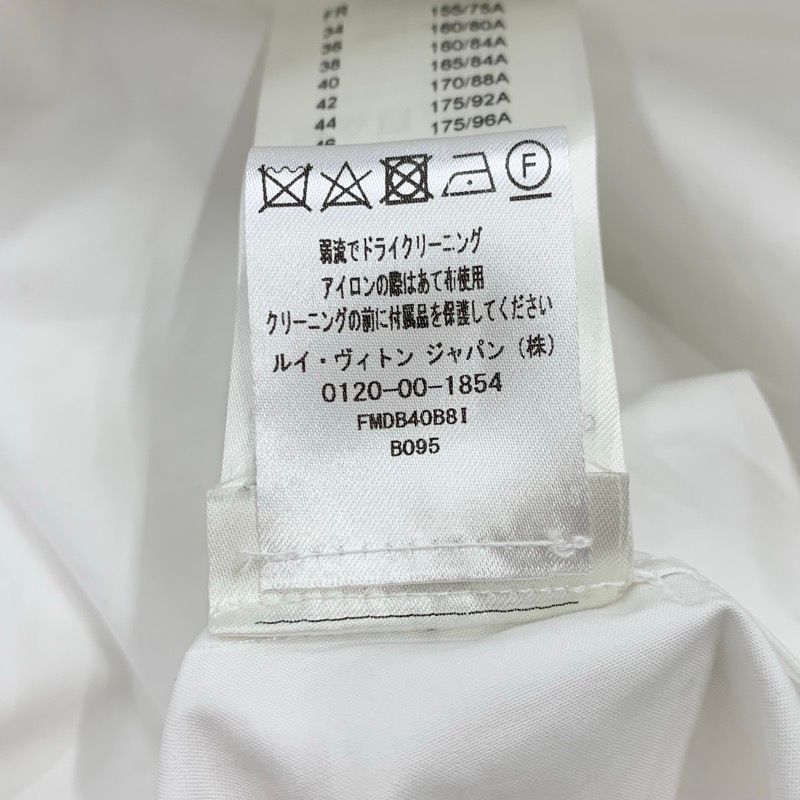 FR 155/75A
34 160/80A
36 160/84A
38 165/84A
40 170/88A
42 175/92A
44 175/96A
46
F
弱流でドライクリーニング
アイロンの際はあて布使用
クリーニングの前に付属品を保護してください
ルイ・ヴィトン ジャパン（株）
0120-00-1854
FMDB40B8I
B095